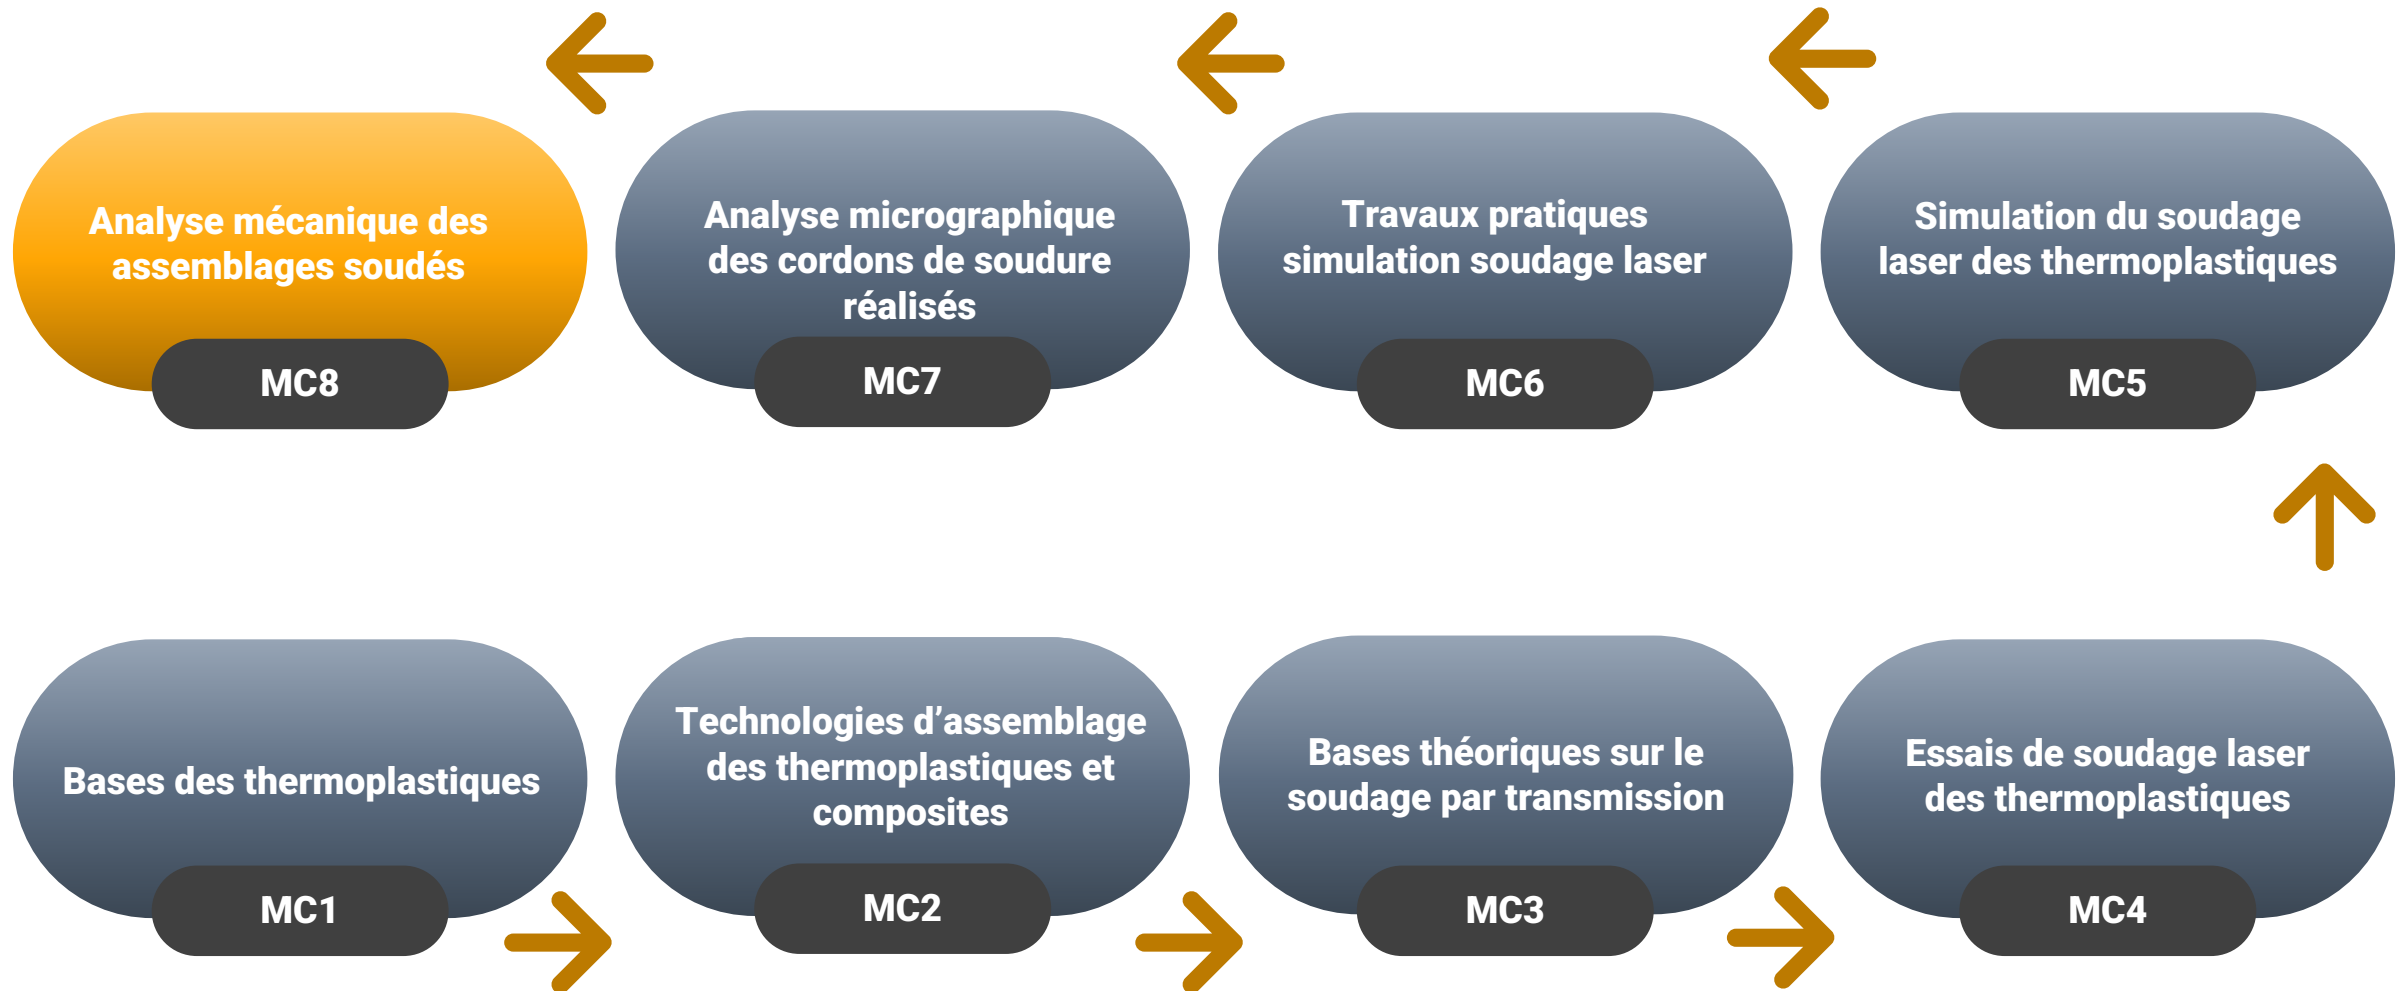 Analyse mécanique des
assemblages soudés
MC8
Analyse micrographique
des cordons de soudure
réalisés
MC7
Travaux pratiques
simulation soudage laser
MC6
Simulation du soudage
laser des thermoplastiques
MC5
Bases des thermoplastiques
MC1
Technologies d’assemblage
des thermoplastiques et
composites
MC2
Bases théoriques sur le
soudage par transmission
MC3
Essais de soudage laser
des thermoplastiques
MC4